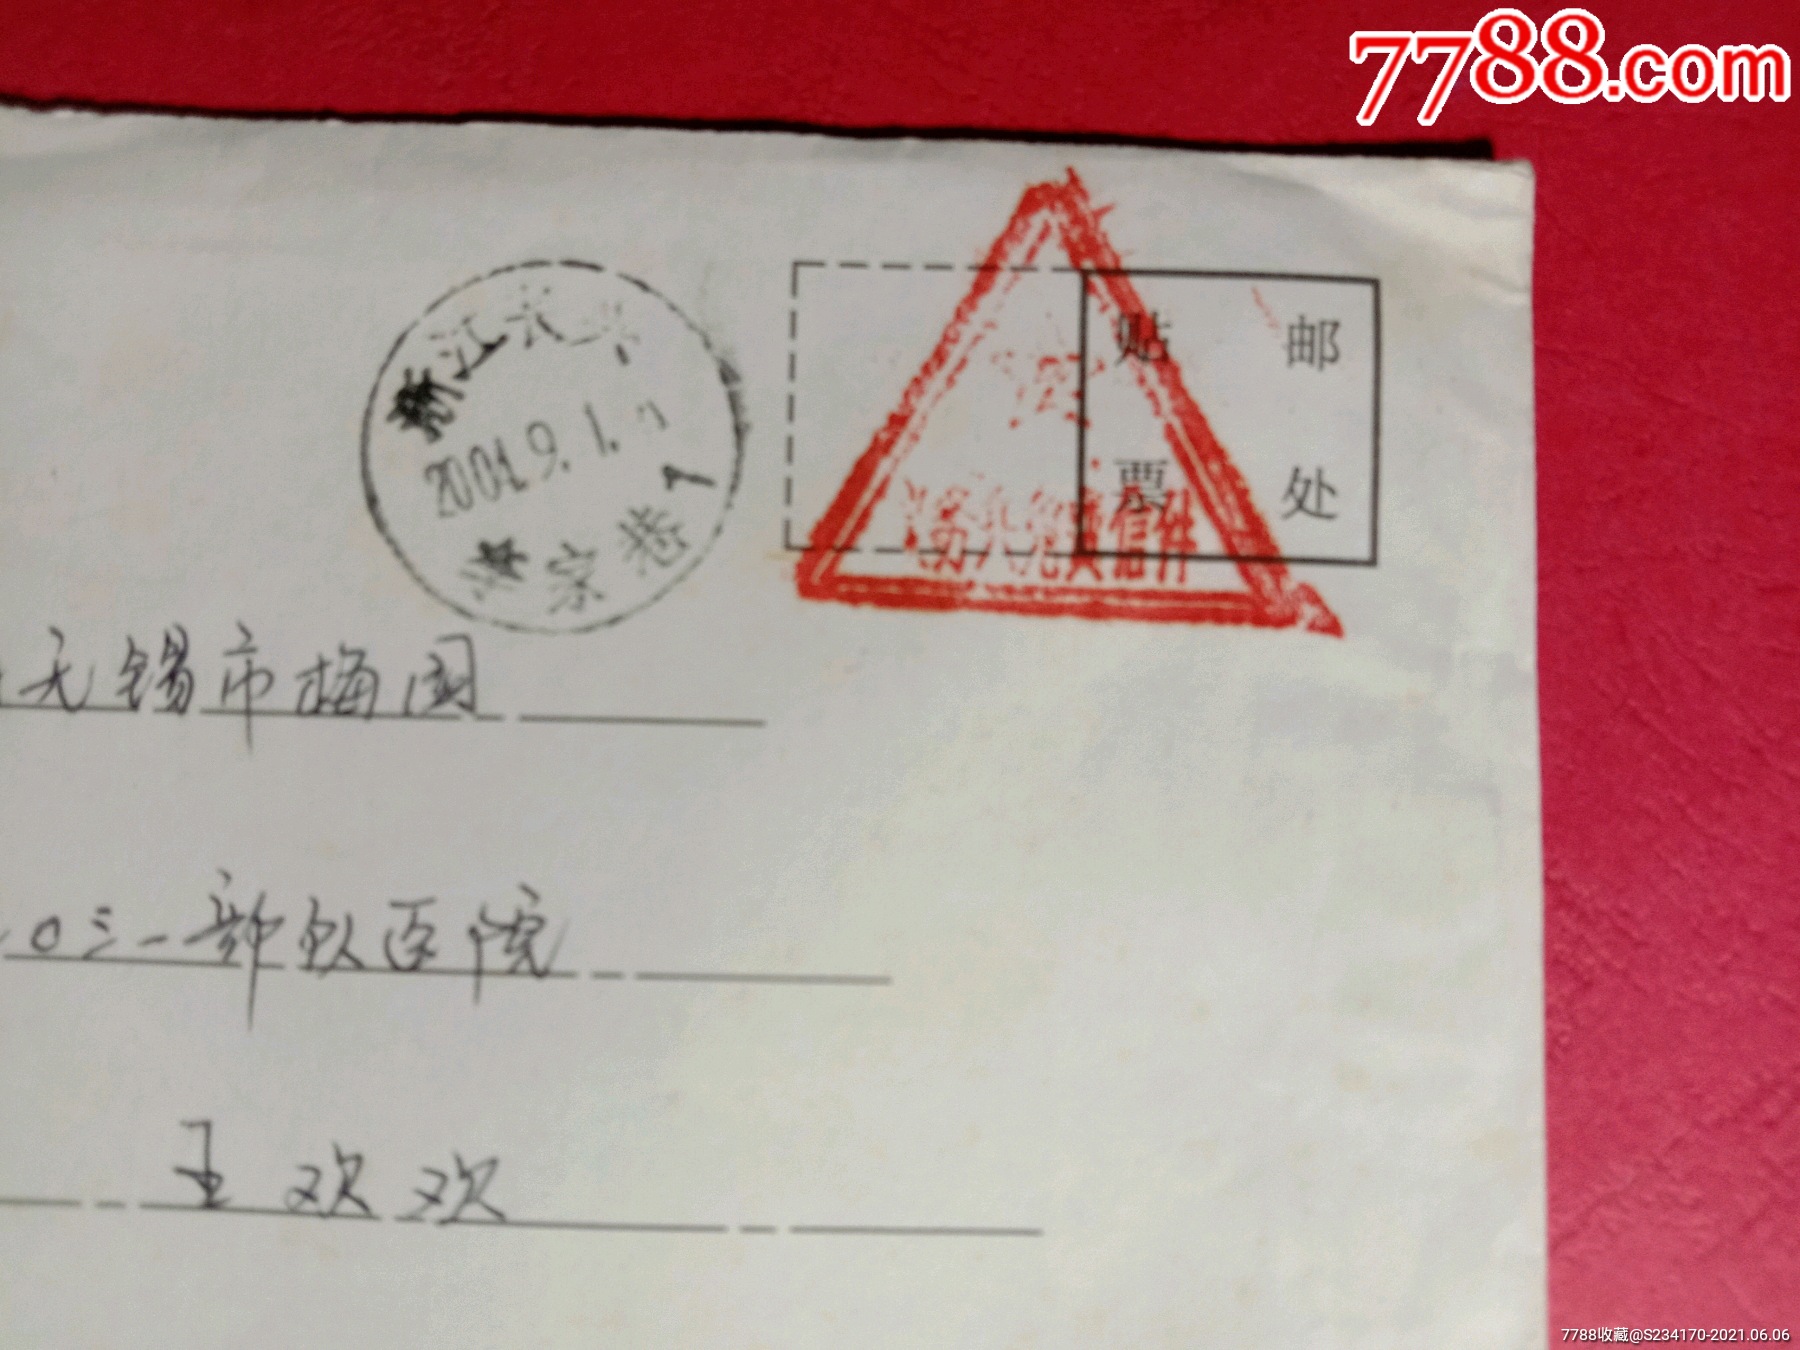 7788.com
贴 邮
票 处
浙江长兴
2001.9.1.
李家巷
1
义务兵免费信件
无锡市梅园
〇三一部队医院
王欢欢
7788收藏@S234170-2021.06.06